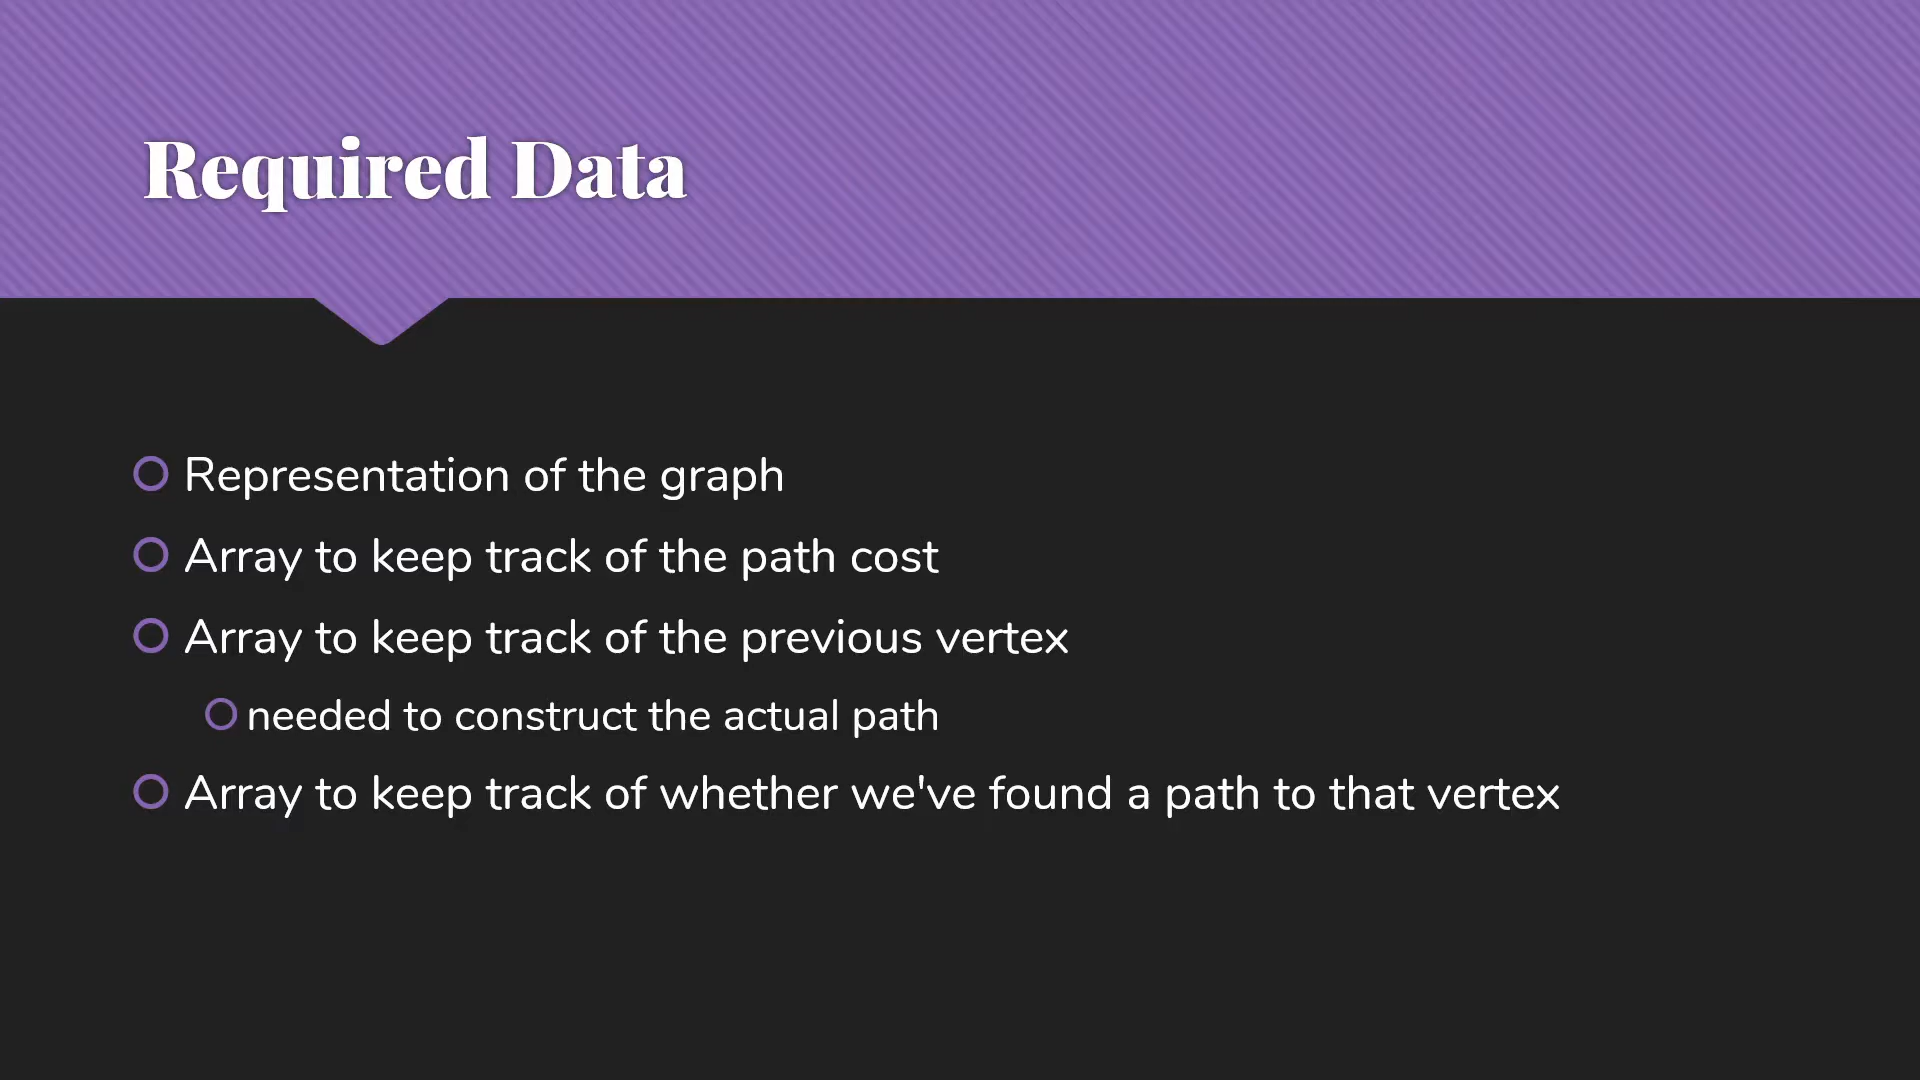 Required Data
Representation of the graph
Array to keep track of the path cost
Array to keep track of the previous vertex
needed to construct the actual path
Array to keep track of whether we've found a path to that vertex